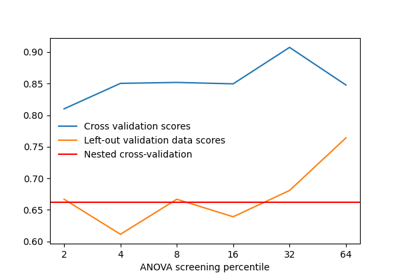 0.90
0.85
0.80
0.75
0.70
0.65
0.60
Cross validation scores
Left-out validation data scores
Nested cross-validation
2 4 8 16 32 64
ANOVA screening percentile